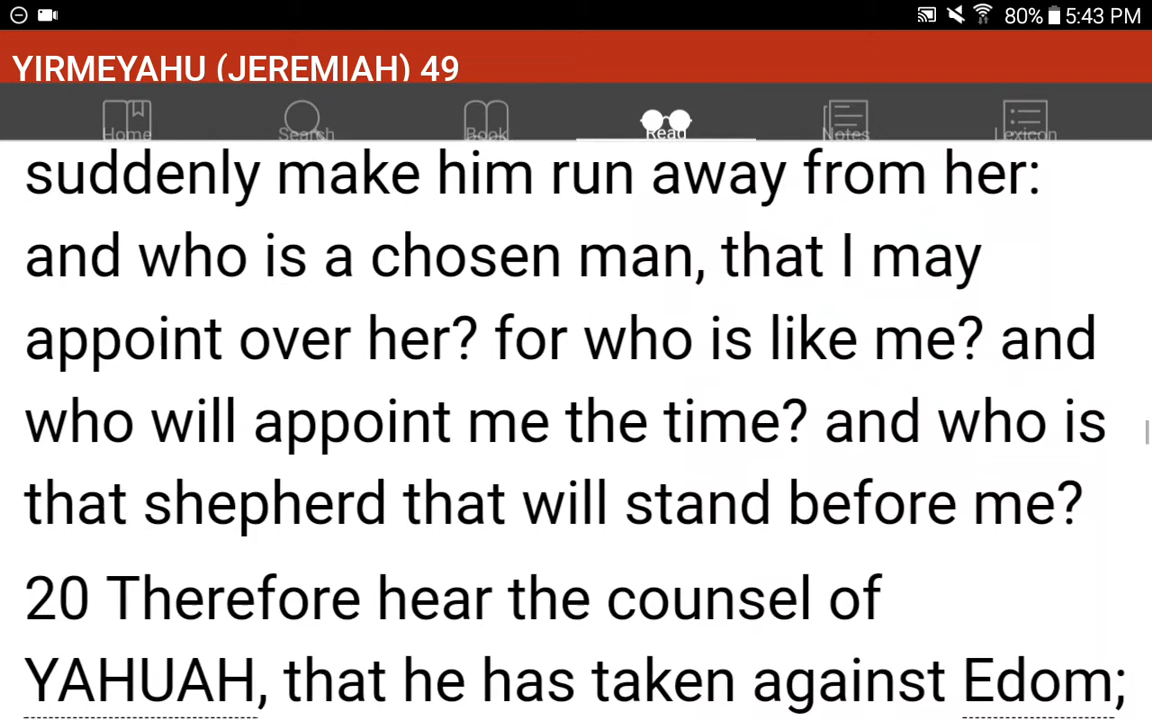 80% 5:43 PM
YIRMEYAHU (JEREMIAH) 49
Home Search Book Read Notes Lexicon
suddenly make him run away from her:
and who is a chosen man, that I may
appoint over her? for who is like me? and
who will appoint me the time? and who is
that shepherd that will stand before me?
20 Therefore hear the counsel of
YAHUAH, that he has taken against Edom;